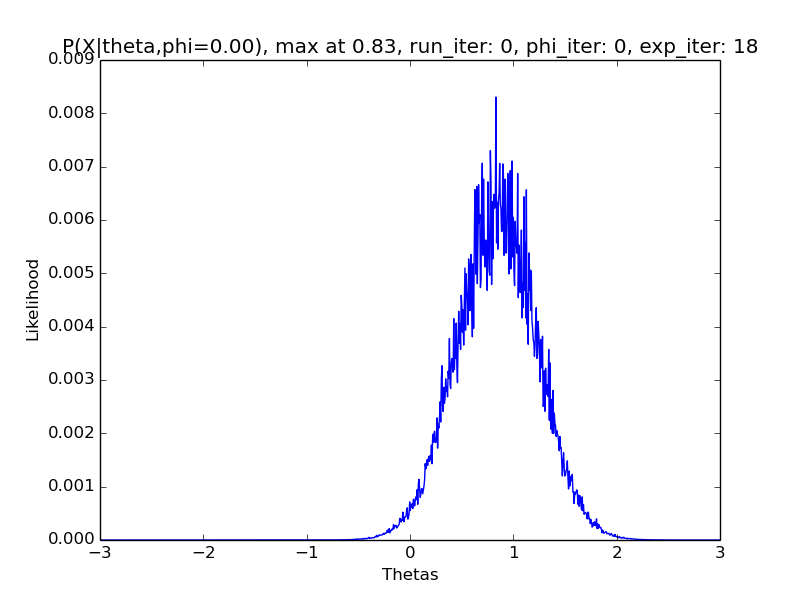 P(X|theta,phi=0.00), max at 0.83, run_iter: 0, phi_iter: 0, exp_iter: 18
0.009
0.008
0.007
0.006
0.005
0.004
0.003
0.002
0.001
0.000
Likelihood
−3 −2 −1 0 1 2 3
Thetas